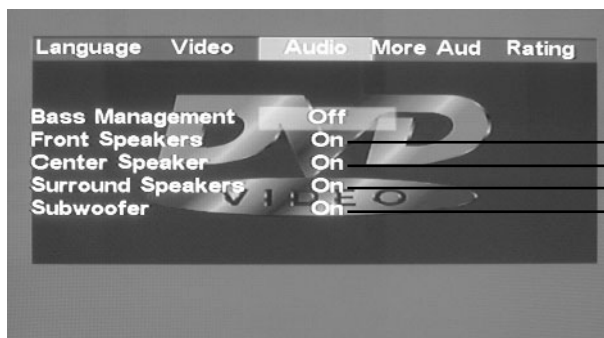 Language Video Audio More Aud Rating
Bass Management Off
Front Speakers On
Center Speaker On
Surround Speakers On
Subwoofer On
DVD
VIDEO